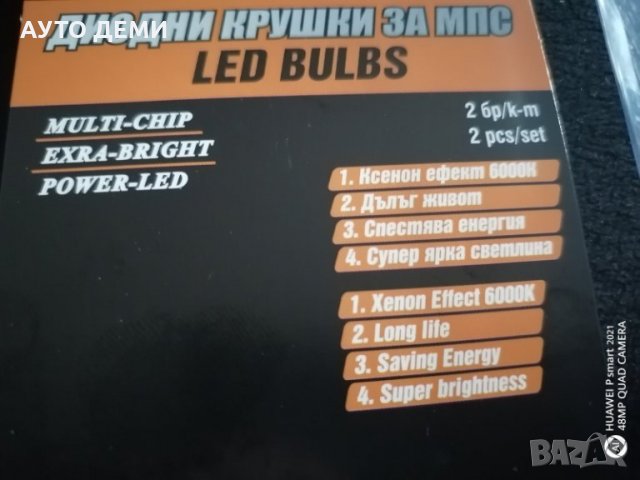 АУТО ДЕМИ
ДИОДНИ КРУШКИ ЗА МПС
LED BULBS
MULTI-CHIP
EXRA-BRIGHT
POWER-LED
2 бр/k-m
2 pcs/set
1. Ксенон ефект 6000K
2. Дълъг живот
3. Спестява енергия
4. Супер ярка светлина
1. Xenon Effect 6000K
2. Long life
3. Saving Energy
4. Super brightness
HUAWEI P smart 2021
48MP QUAD CAMERA
BAZAR